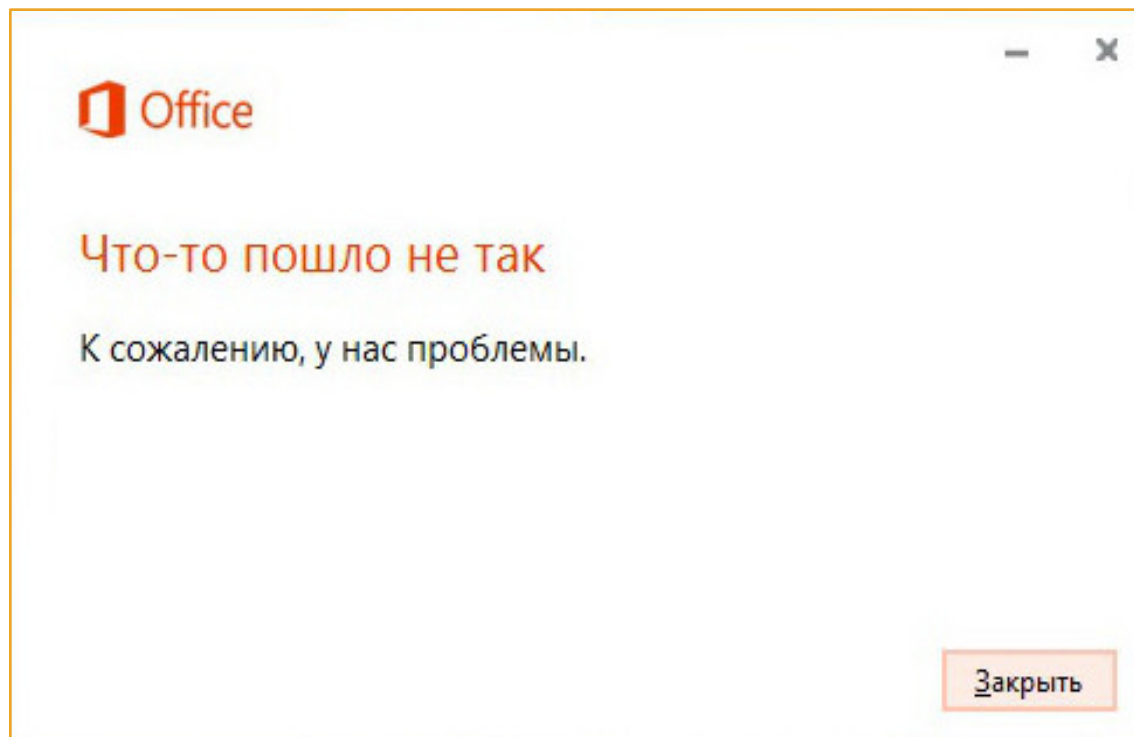 Office
Что-то пошло не так
К сожалению, у нас проблемы.
Закрыть